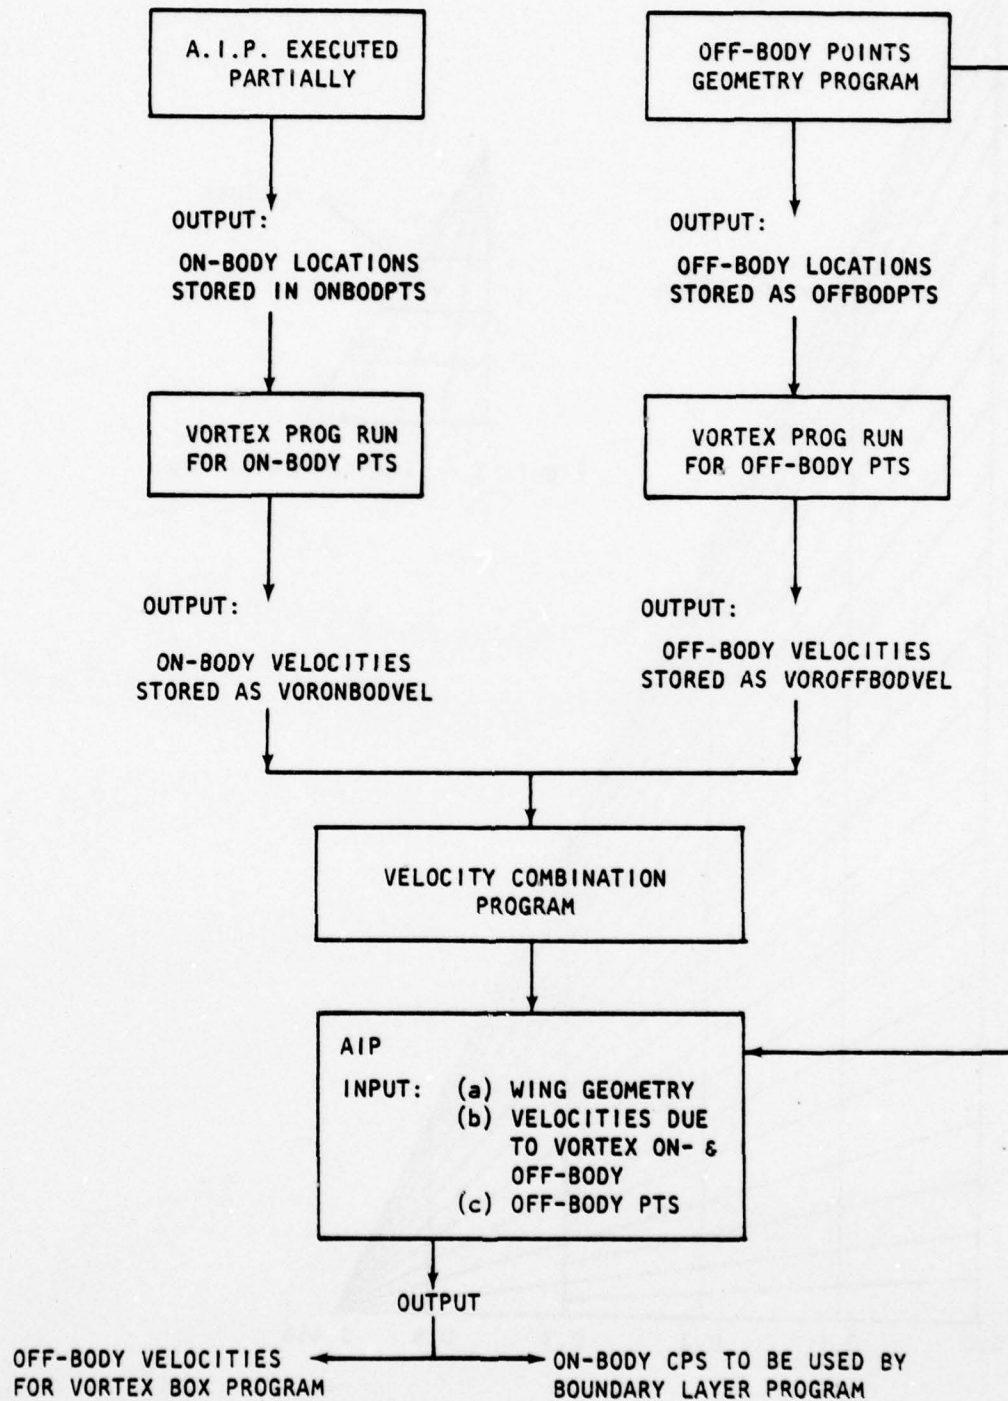 A.I.P. EXECUTED
PARTIALLY
OFF-BODY POINTS
GEOMETRY PROGRAM
OUTPUT:
ON-BODY LOCATIONS
STORED IN ONBODPTS
OUTPUT:
OFF-BODY LOCATIONS
STORED AS OFFBODPTS
VORTEX PROG RUN
FOR ON-BODY PTS
VORTEX PROG RUN
FOR OFF-BODY PTS
OUTPUT:
ON-BODY VELOCITIES
STORED AS VORONBODVEL
OUTPUT:
OFF-BODY VELOCITIES
STORED AS VOROFFBODVEL
VELOCITY COMBINATION
PROGRAM
AIP
INPUT: (a) WING GEOMETRY
(b) VELOCITIES DUE
TO VORTEX ON- &
OFF-BODY
(c) OFF-BODY PTS
OUTPUT
OFF-BODY VELOCITIES
FOR VORTEX BOX PROGRAM
ON-BODY CPS TO BE USED BY
BOUNDARY LAYER PROGRAM